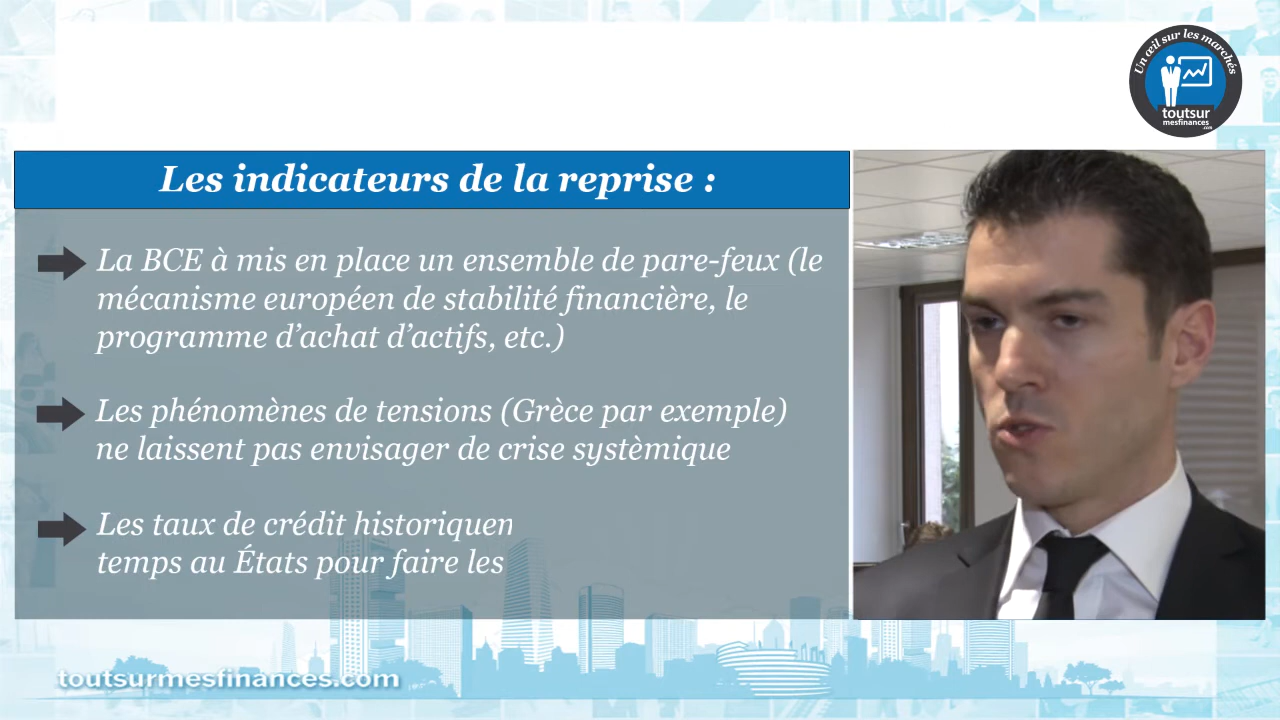 Un œil sur les marchés
toutsur
mesfinances
.com
Les indicateurs de la reprise :
La BCE à mis en place un ensemble de pare-feux (le
mécanisme européen de stabilité financière, le
programme d’achat d’actifs, etc.)
Les phénomènes de tensions (Grèce par exemple)
ne laissent pas envisager de crise systèmique
Les taux de crédit historiquen
temps au États pour faire les
toutsurmesfinances.com